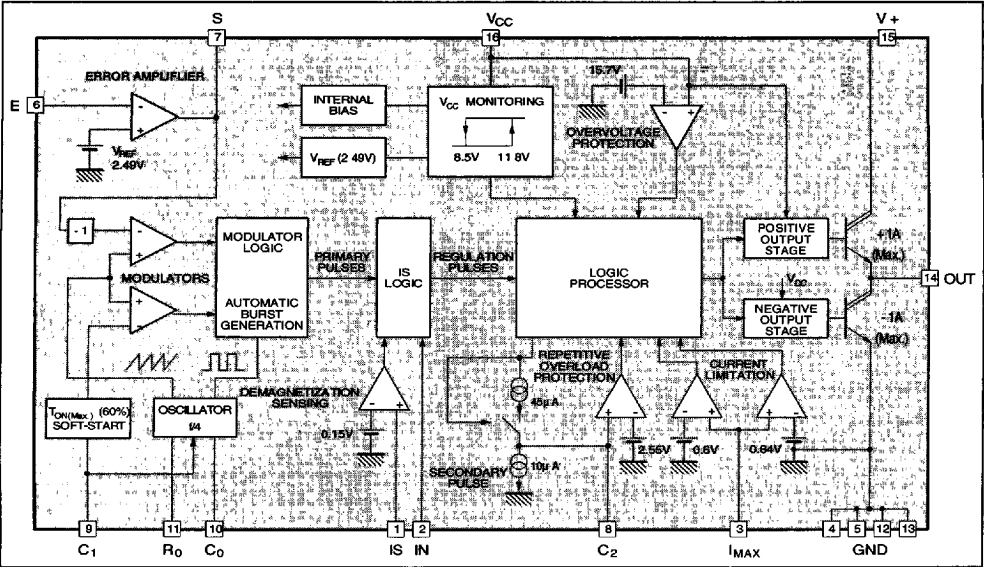 S
VCC
V +
7
16
15
ERROR AMPLIFIER
E
6
-
+
VREF
2.49V
INTERNAL
BIAS
VREF (2 49V)
VCC MONITORING
8.5V
11 8V
15.7V
-
+
OVERVOLTAGE
PROTECTION
- 1
-
+
MODULATORS
+
MODULATOR
LOGIC
AUTOMATIC
BURST
GENERATION
PRIMARY
PULSES
IS
LOGIC
REGULATION
PULSES
LOGIC
PROCESSOR
POSITIVE
OUTPUT
STAGE
+ 1A
(Max.)
VCC
14
OUT
NEGATIVE
OUTPUT
STAGE
- 1A
(Max.)
TON(Max.) (60%)
SOFT-START
OSCILLATOR
f/4
DEMAGNETIZATION
SENSING
-
+
0.15V
REPETITIVE
OVERLOAD
PROTECTION
45µ A
10µ A
SECONDARY
PULSE
+
-
2.55V
CURRENT
LIMITATION
-
+
0.6V
+
-
0.84V
9
11
10
1
2
8
3
4
5
12
13
C1
R0
C0
IS
IN
C2
IMAX
GND